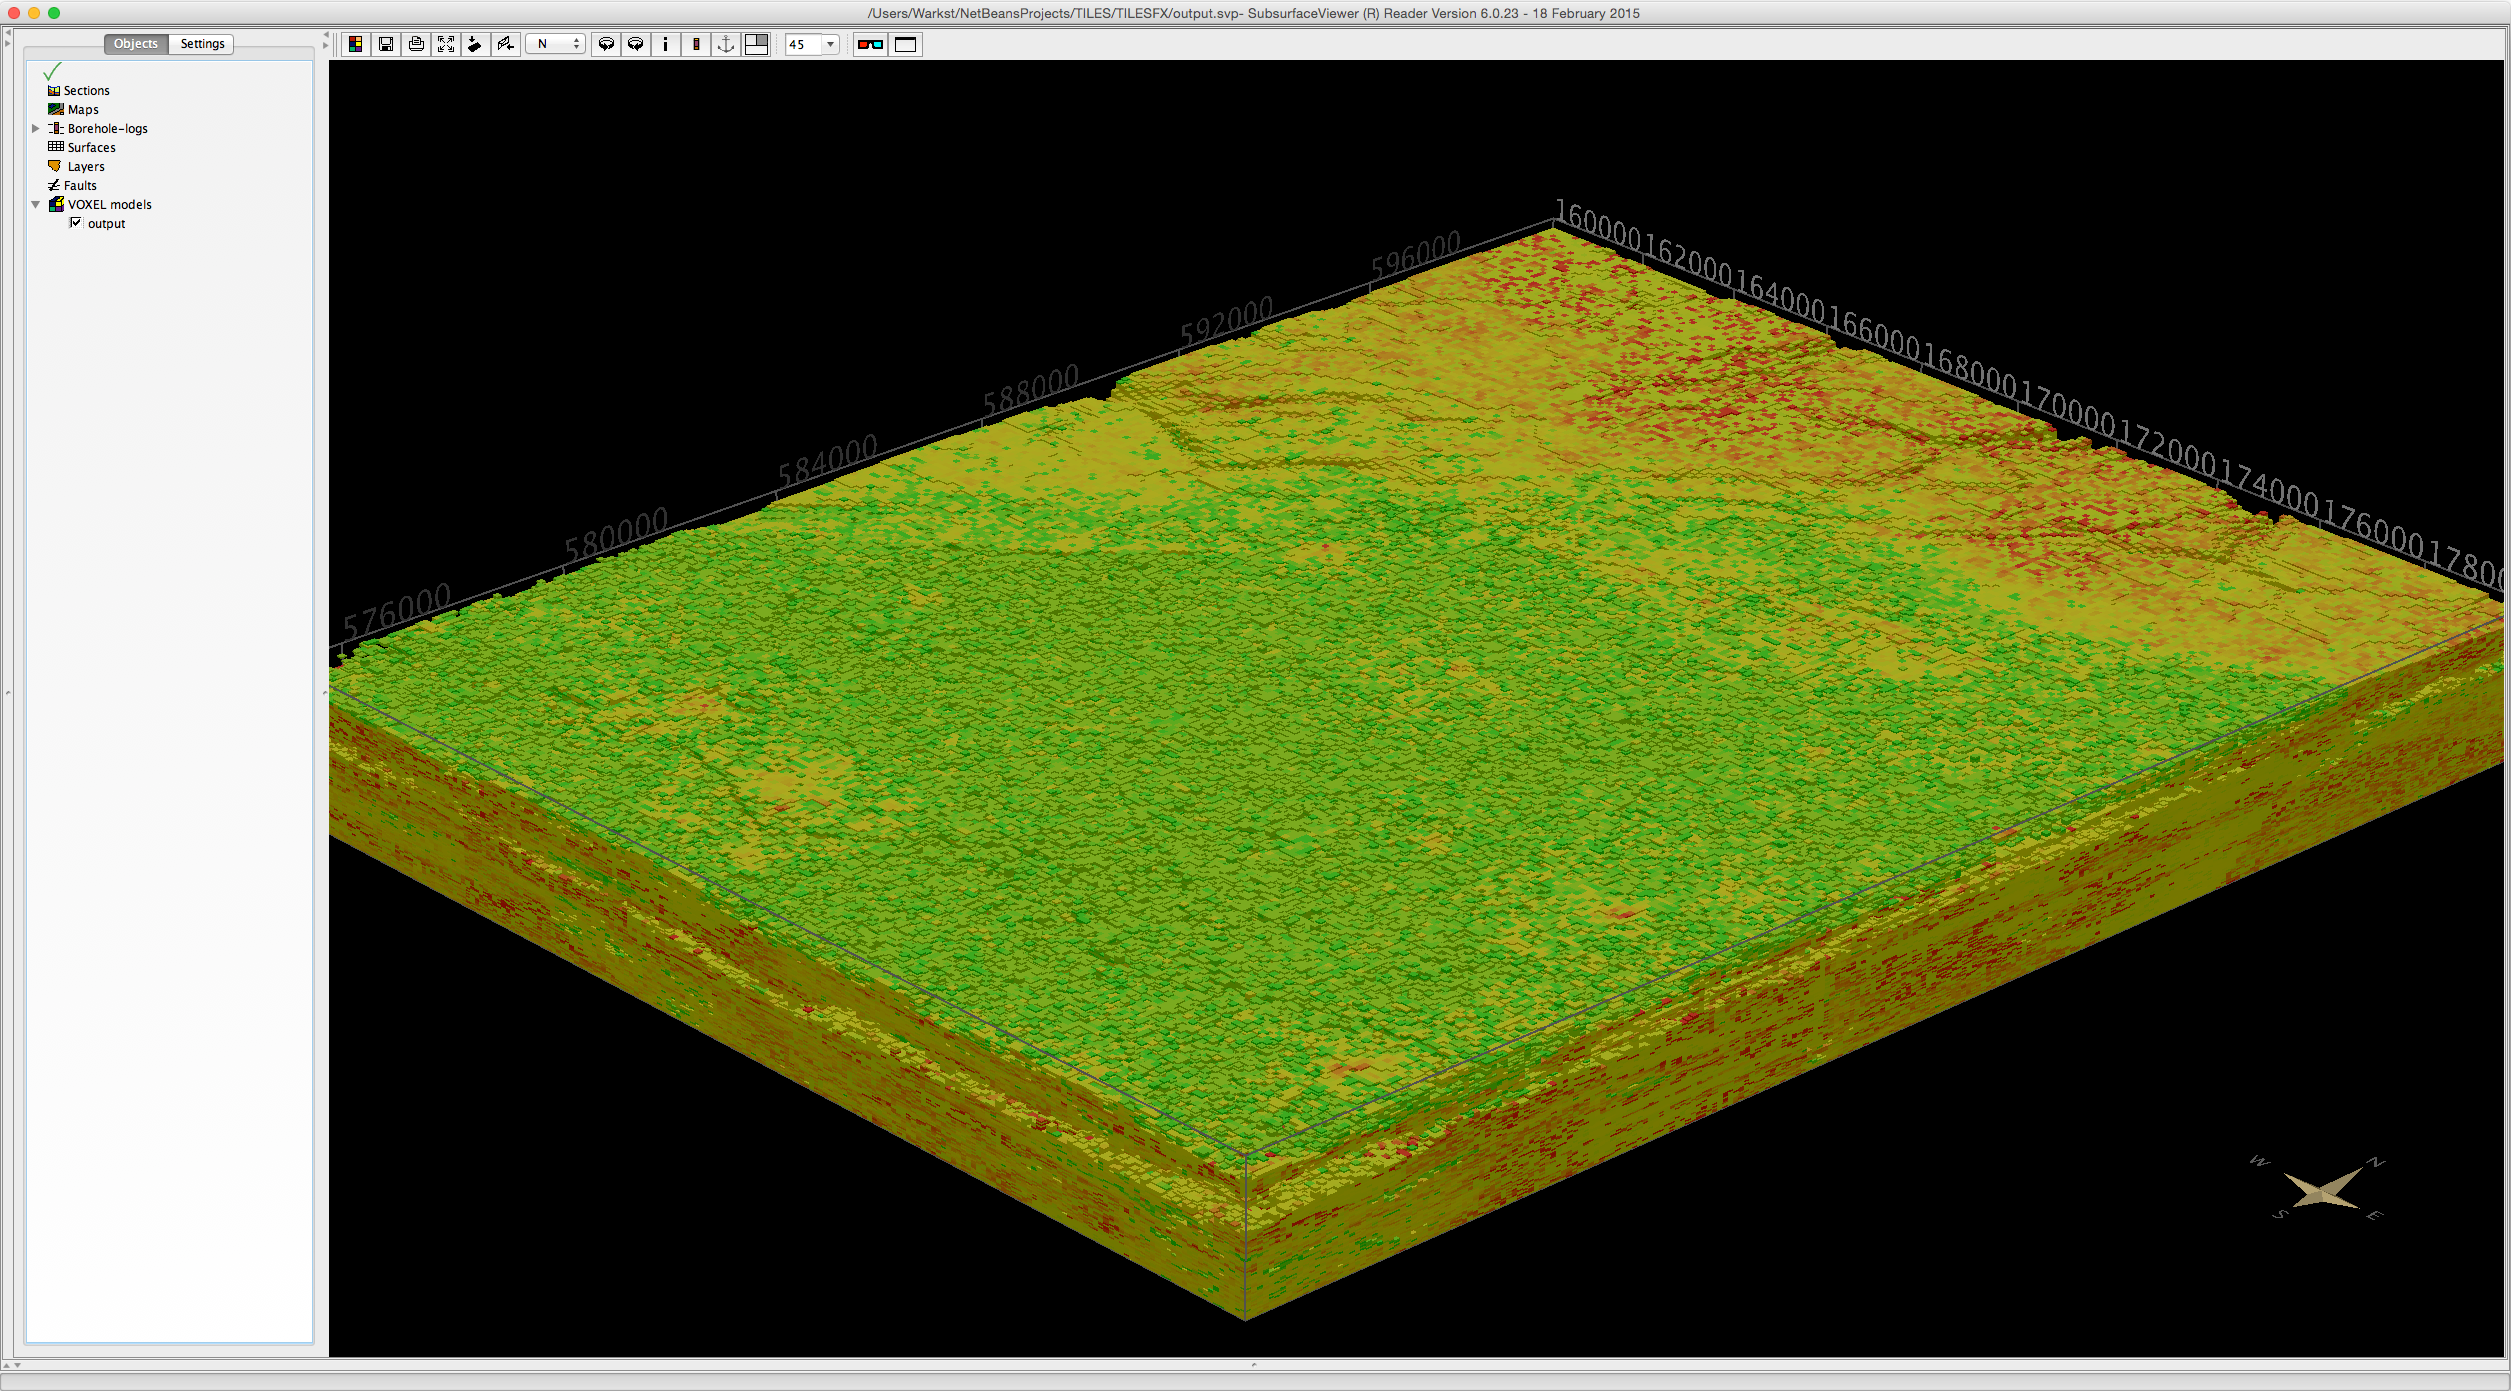 /Users/Warkst/NetBeansProjects/TILES/TILESFX/output.svp- SubsurfaceViewer (R) Reader Version 6.0.23 - 18 February 2015
Objects Settings
N 45
Sections
Maps
Borehole-logs
Surfaces
Layers
Faults
VOXEL models
output
576000
580000
584000
588000
592000
596000
160000
162000
164000
166000
168000
170000
172000
174000
176000
17800
W N
S E